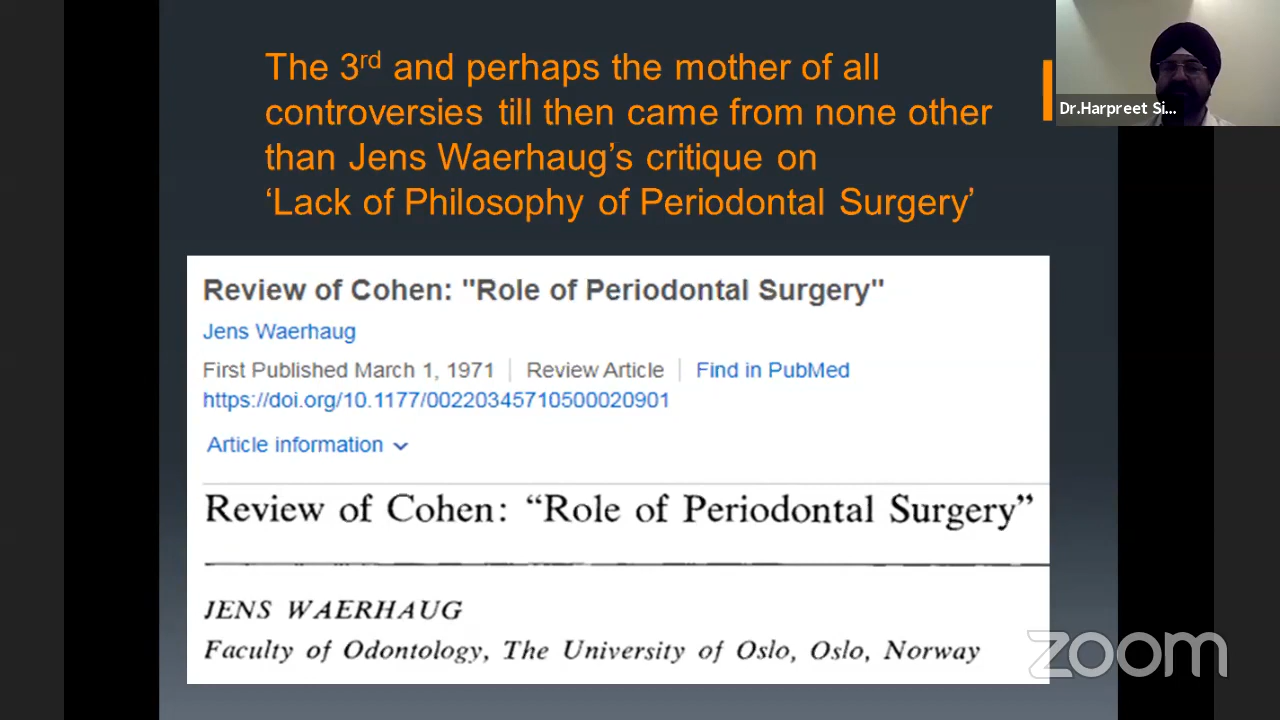 The 3rd and perhaps the mother of all
controversies till then came from none other
than Jens Waerhaug's critique on
'Lack of Philosophy of Periodontal Surgery'
Dr.Harpreet Si...
Review of Cohen: "Role of Periodontal Surgery"
Jens Waerhaug
First Published March 1, 1971 | Review Article | Find in PubMed
https://doi.org/10.1177/00220345710500020901
Article information
Review of Cohen: “Role of Periodontal Surgery”
JENS WAERHAUG
Faculty of Odontology, The University of Oslo, Oslo, Norway
zoom